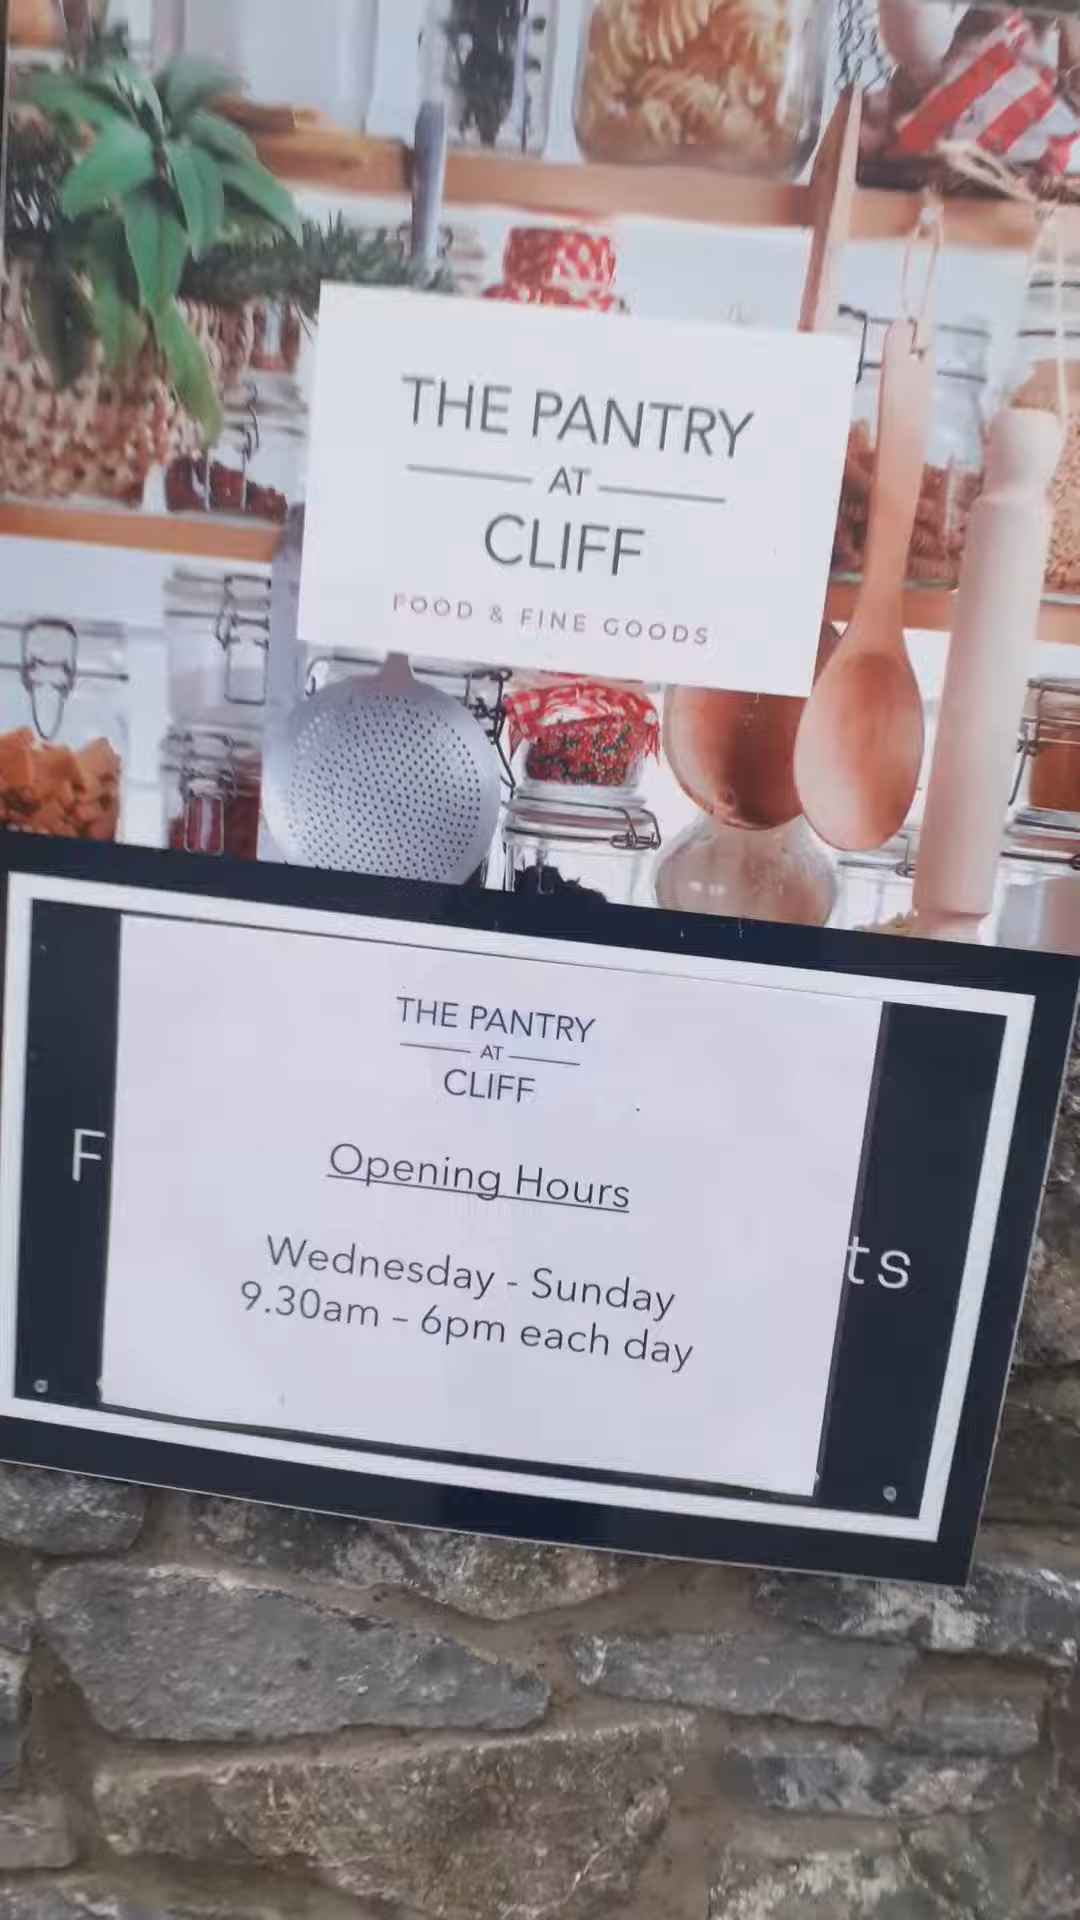 THE PANTRY
AT
CLIFF
FOOD & FINE GOODS
THE PANTRY
AT
CLIFF
Opening Hours
F
ts
Wednesday - Sunday
9.30am - 6pm each day